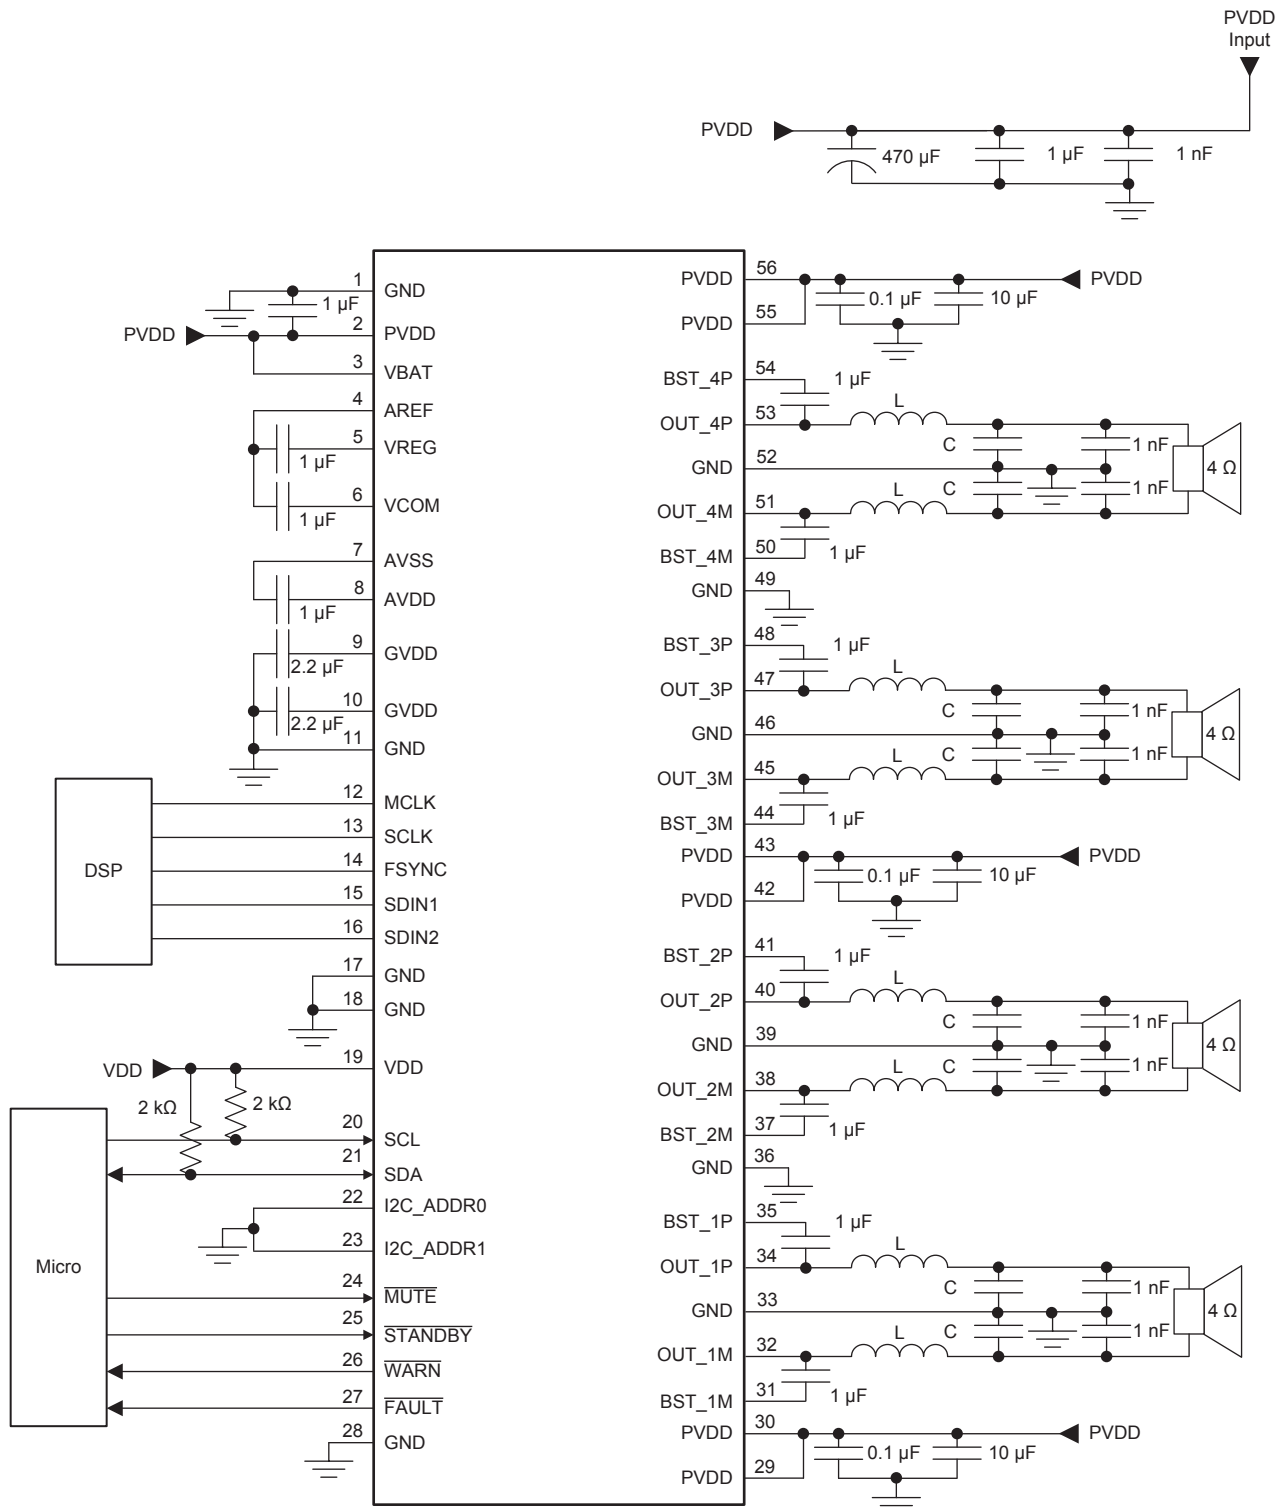 PVDD
Input
PVDD
470 µF
1 µF
1 nF
1
GND
1 µF
PVDD
2
PVDD
3
VBAT
4
AREF
5
VREG
1 µF
6
VCOM
1 µF
7
AVSS
8
AVDD
1 µF
9
GVDD
2.2 µF
10
GVDD
2.2 µF
11
GND
DSP
12
MCLK
13
SCLK
14
FSYNC
15
SDIN1
16
SDIN2
17
GND
18
GND
VDD
19
VDD
2 kΩ
2 kΩ
Micro
20
SCL
21
SDA
22
I2C_ADDR0
23
I2C_ADDR1
24
MUTE
25
STANDBY
26
WARN
27
FAULT
28
GND
PVDD
56
PVDD
0.1 µF
10 µF
PVDD
55
BST_4P
54
1 µF
OUT_4P
53
L
C
1 nF
GND
52
4 Ω
C
1 nF
OUT_4M
51
L
BST_4M
50
1 µF
GND
49
BST_3P
48
1 µF
OUT_3P
47
L
C
1 nF
GND
46
4 Ω
C
1 nF
OUT_3M
45
L
BST_3M
44
1 µF
PVDD
43
PVDD
0.1 µF
10 µF
PVDD
42
BST_2P
41
1 µF
OUT_2P
40
L
C
1 nF
GND
39
4 Ω
C
1 nF
OUT_2M
38
L
BST_2M
37
1 µF
GND
36
BST_1P
35
1 µF
OUT_1P
34
L
C
1 nF
GND
33
4 Ω
C
1 nF
OUT_1M
32
L
BST_1M
31
1 µF
PVDD
30
PVDD
0.1 µF
10 µF
PVDD
29